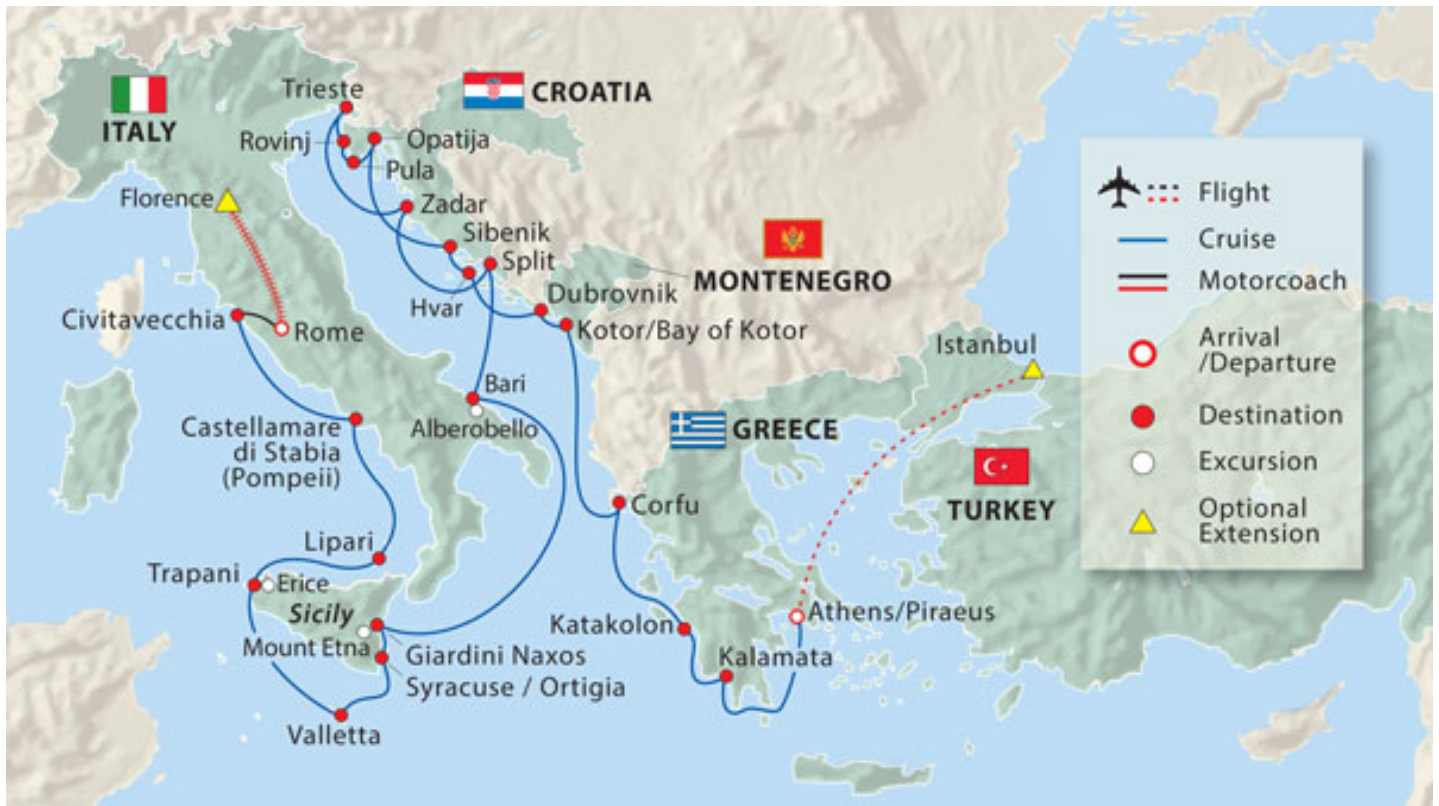 ITALY
CROATIA
Trieste
Rovinj
Opatija
Pula
Florence
Zadar
Sibenik
Split
MONTENEGRO
Hvar
Dubrovnik
Kotor/Bay of Kotor
Civitavecchia
Rome
Istanbul
Bari
Alberobello
GREECE
Castellamare
di Stabia
(Pompeii)
TURKEY
Corfu
Lipari
Trapani
Erice
Sicily
Mount Etna
Giardini Naxos
Syracuse / Ortigia
Valletta
Katakolon
Athens/Piraeus
Kalamata
Flight
Cruise
Motorcoach
Arrival
/Departure
Destination
Excursion
Optional
Extension